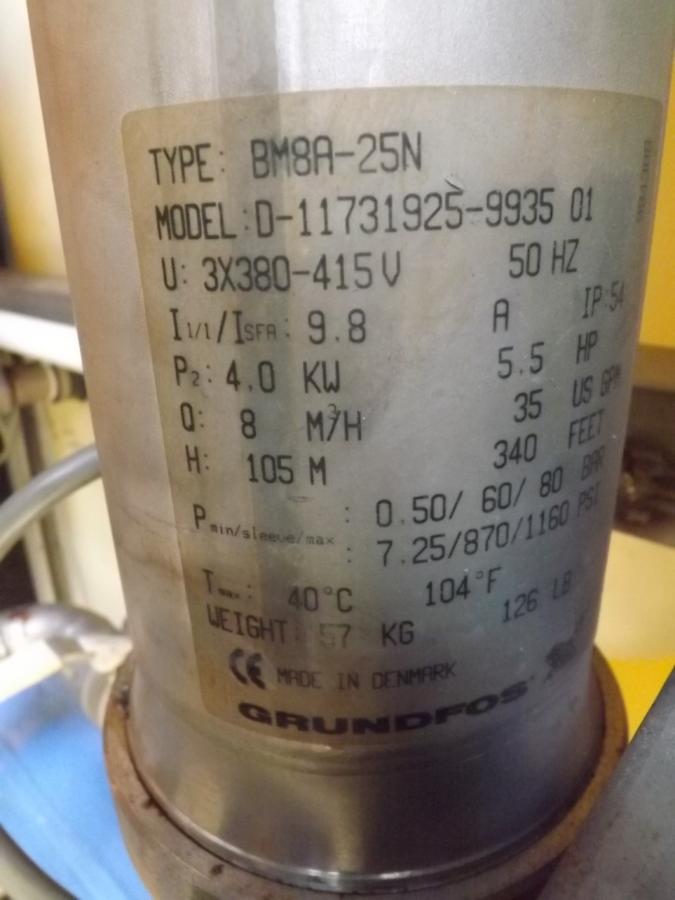 TYPE: BM8A-25N
MODEL:D-11731925-9935 01
U: 3X380-415V 50 HZ
I1/1/ISFA: 9.8 A IP:54
P2: 4.0 KW 5.5 HP
Q: 8 M³/H 35 US GPM
H: 105 M 340 FEET
Pmin/sleeve/max : 0.50/ 60/ 80 BAR
: 7.25/870/1160 PSI
Tmax: 40°C 104°F
WEIGHT: 57 KG 126 LB
CE MADE IN DENMARK
GRUNDFOS